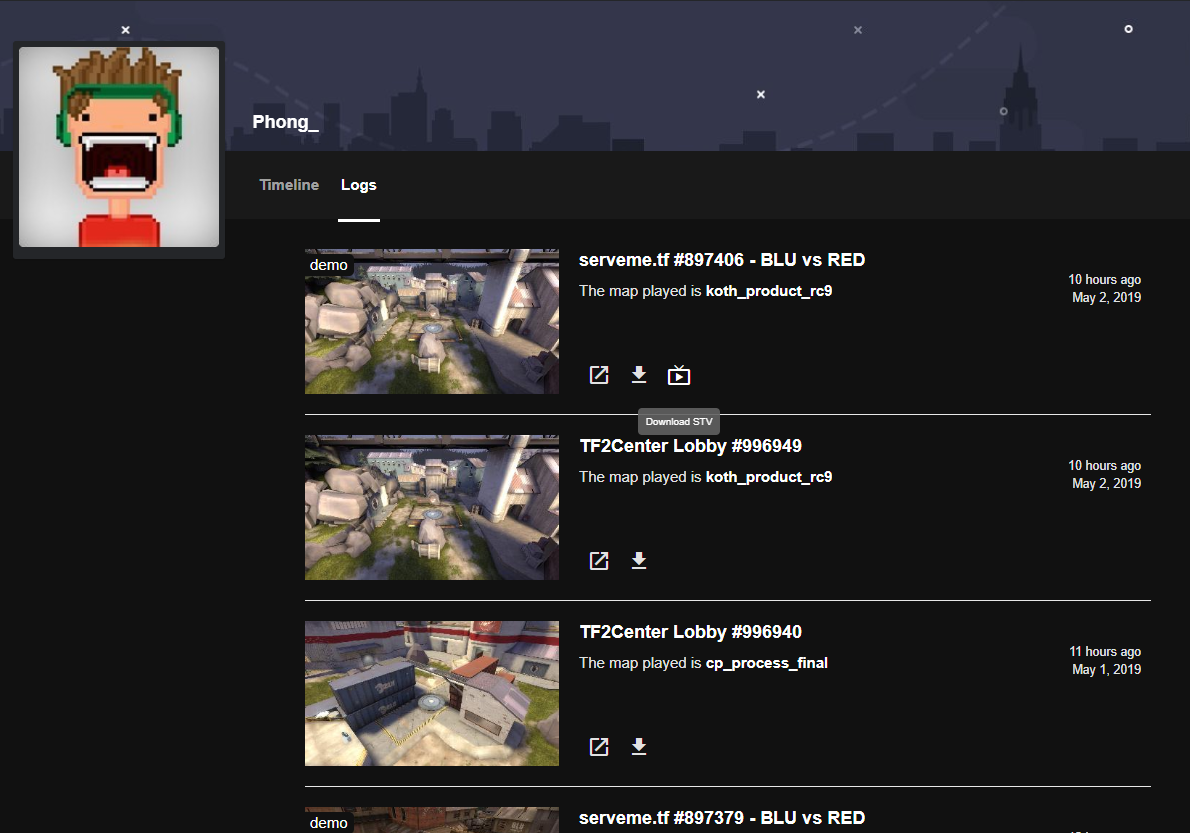 Phong_
Timeline
Logs
demo
serveme.tf #897406 - BLU vs RED
The map played is koth_product_rc9
10 hours ago
May 2, 2019
Download STV
TF2Center Lobby #996949
The map played is koth_product_rc9
10 hours ago
May 2, 2019
TF2Center Lobby #996940
The map played is cp_process_final
11 hours ago
May 1, 2019
demo
serveme.tf #897379 - BLU vs RED